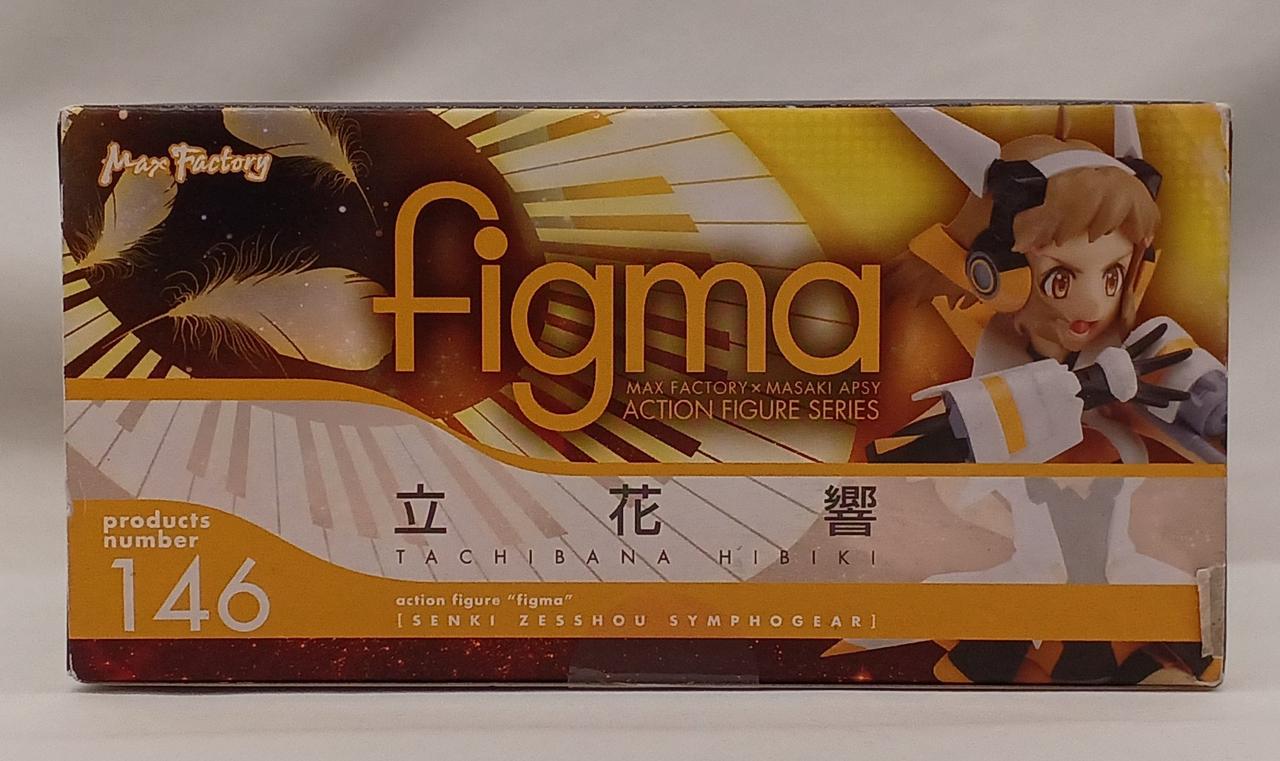 Max Factory
figma
MAX FACTORY×MASAKI APSY
ACTION FIGURE SERIES
立花響
TACHIBANA HIBIKI
products
number
146
action figure "figma"
[SENKI ZESSHOU SYMPHOGEAR]